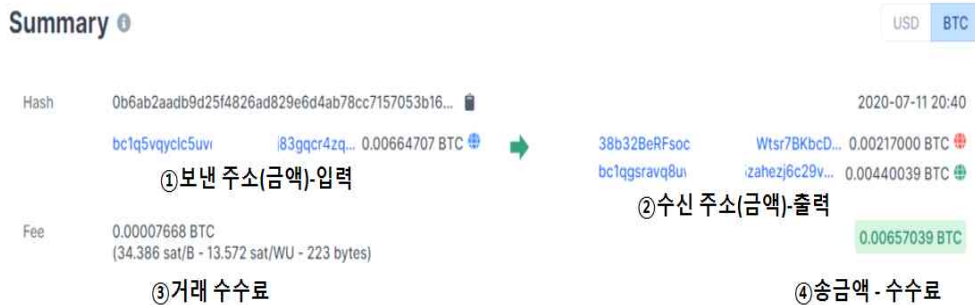 Summary
USD BTC
Hash 0b6ab2aadb9d25f4826ad829e6d4ab78cc7157053b16... 2020-07-11 20:40
bc1q5vqyclc5uv j83gqcr4zq... 0.00664707 BTC 38b32BeRFsoc Wtsr7BKbcD... 0.00217000 BTC
bc1qgsravq8u zahezj6c29v... 0.00440039 BTC
①보낸 주소(금액)-입력
②수신 주소(금액)-출력
Fee 0.00007668 BTC 0.00657039 BTC
(34.386 sat/B - 13.572 sat/WU - 223 bytes)
③거래 수수료 ④송금액 - 수수료